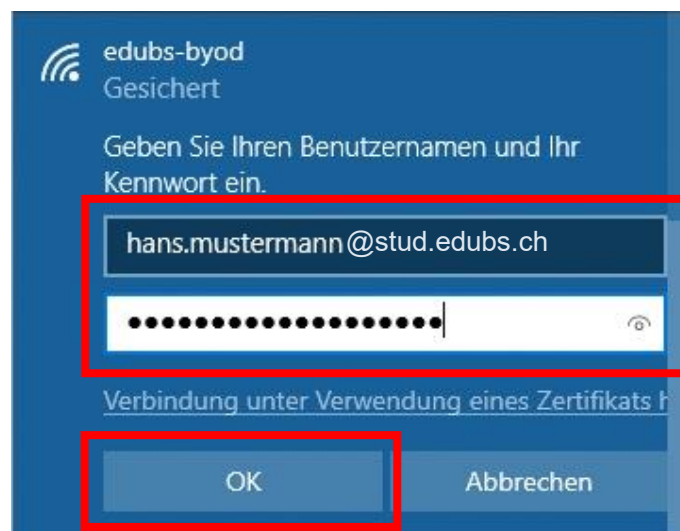 edubs-byod
Gesichert
Geben Sie Ihren Benutzernamen und Ihr
Kennwort ein.
hans.mustermann@stud.edubs.ch
●●●●●●●●●●●●●●●●●●●
Verbindung unter Verwendung eines Zertifikats
OK Abbrechen